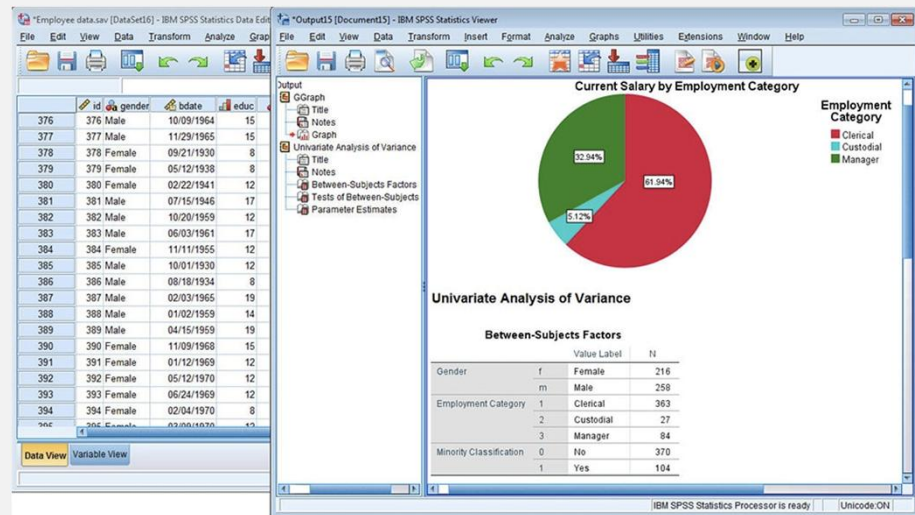 *Employee data.sav [DataSet16] - IBM SPSS Statistics Data Edit
File Edit View Data Transform Analyze Grap
id gender bdate educ
376 376 Male 10/09/1964 15
377 377 Male 11/29/1965 15
378 378 Female 09/21/1930 8
379 379 Female 05/12/1938 8
380 380 Female 02/22/1941 12
381 381 Male 07/15/1946 17
382 382 Male 10/20/1959 12
383 383 Male 06/03/1961 17
384 384 Female 11/11/1955 12
385 385 Male 10/01/1930 12
386 386 Male 08/18/1934 8
387 387 Male 02/03/1965 19
388 388 Male 01/02/1959 14
389 389 Male 04/15/1959 19
390 390 Female 11/09/1968 15
391 391 Female 01/12/1969 12
392 392 Female 05/12/1970 12
393 393 Female 06/24/1969 12
394 394 Female 02/04/1970 8
Data View Variable View
*Output15 [Document15] - IBM SPSS Statistics Viewer
File Edit View Data Transform Insert Format Analyze Graphs Utilities Extensions Window Help
Output
GGraph
Title
Notes
Graph
Univariate Analysis of Variance
Title
Notes
Between-Subjects Factors
Tests of Between-Subjects
Parameter Estimates
Current Salary by Employment Category
Employment
Category
Clerical
Custodial
Manager
32.94%
61.94%
5.12%
Univariate Analysis of Variance
Between-Subjects Factors
Value Label N
Gender f Female 216
m Male 258
Employment Category 1 Clerical 363
2 Custodial 27
3 Manager 84
Minority Classification 0 No 370
1 Yes 104
IBM SPSS Statistics Processor is ready Unicode:ON